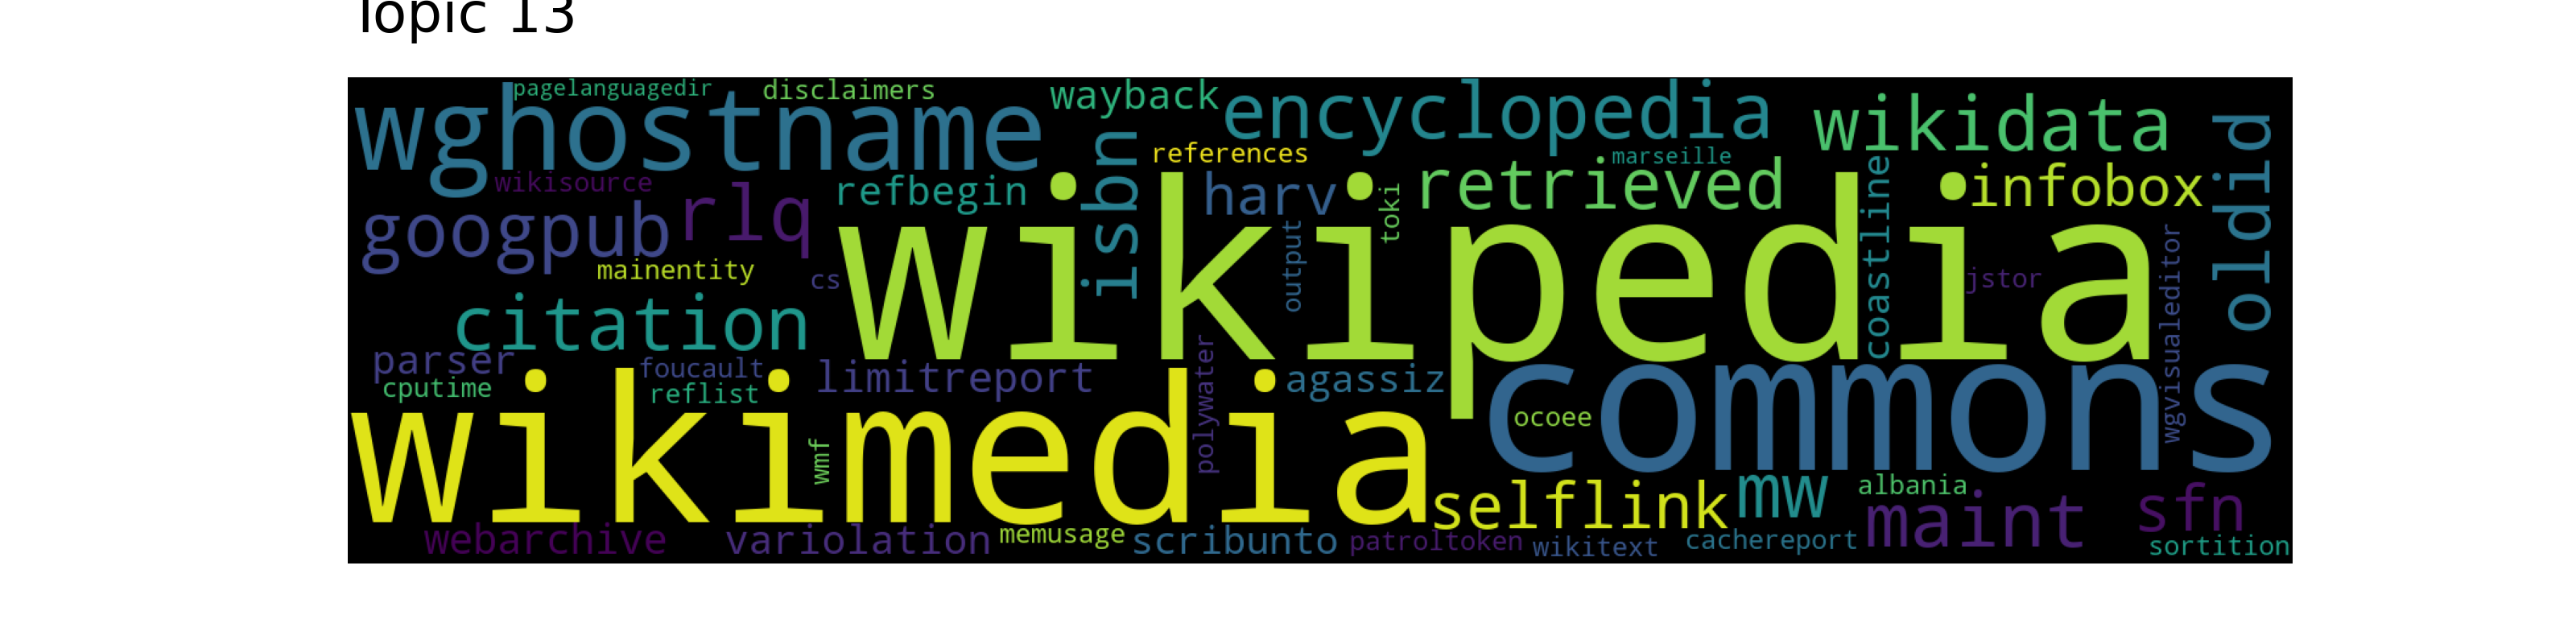 Topic 13
pagelanguagedir
disclaimers
wayback
encyclopedia
wikidata
oldid
wghostname
isbn
references
marseille
wikisource
rlq
refbegin
harv
toki
retrieved
coastline
infobox
googpub
mainentity
cs
wikipedia
output
jstor
wgvisualeditor
citation
parser
cputime
foucault
reflist
limitreport
polywater
agassiz
commons
ocoee
wikimedia
wmf
selflink
mw
albania
maint
sfn
webarchive
variolation
memusage
scribunto
patroltoken
wikitext
cachereport
sortition